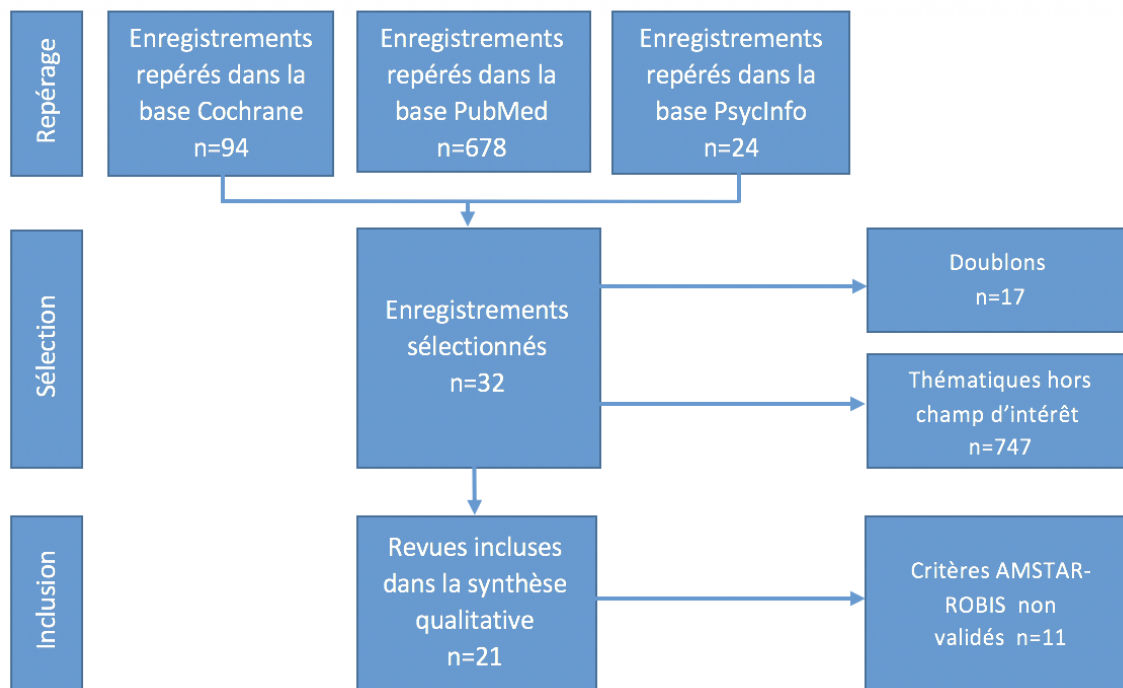 Repérage
Enregistrements
repérés dans la
base Cochrane
n=94
Enregistrements
repérés dans la
base PubMed
n=678
Enregistrements
repérés dans la
base PsycInfo
n=24
Sélection
Enregistrements
sélectionnés
n=32
Doublons
n=17
Thématiques hors
champ d’intérêt
n=747
Inclusion
Revues incluses
dans la synthèse
qualitative
n=21
Critères AMSTAR-
ROBIS non
validés n=11